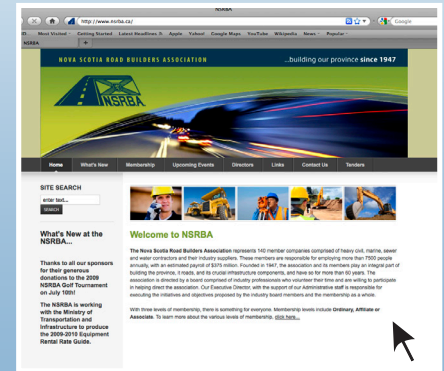 NSRBA
http://www.nsrba.ca/
Google
Most Visited Getting Started Latest Headlines Apple Yahoo! Google Maps YouTube Wikipedia News Popular
NSRBA +
NOVA SCOTIA ROAD BUILDERS ASSOCIATION ...building our province since 1947
NSRBA
Home What's New Membership Upcoming Events Directors Links Contact Us Tenders
SITE SEARCH
enter text...
SEARCH
What's New at the
NSRBA...
Thanks to all our sponsors
for their generous
donations to the 2009
NSRBA Golf Tournament
on July 10th!
The NSRBA is working
with the Ministry of
Transportation and
Infrastructure to produce
the 2009-2010 Equipment
Rental Rate Guide.
Welcome to NSRBA
The Nova Scotia Road Builders Association represents 140 member companies comprised of heavy civil, marine, sewer
and water contractors and their industry suppliers. These members are responsible for employing more than 7500 people
annually, with an estimated payroll of $375 million. Founded in 1947, the association and its members play an integral part of
building the province, it roads, and its crucial infrastructure components, and have so for more than 60 years. The
association is directed by a board comprised of industry professionals who volunteer their time and are willing to participate
in helping direct the association. Our Executive Director, with the support of our Administrative staff is responsible for
executing the initiatives and objectives proposed by the industry board members and the membership as a whole.
With three levels of membership, there is something for everyone. Membership levels include Ordinary, Affiliate or
Associate. To learn more about the various levels of membership, click here...